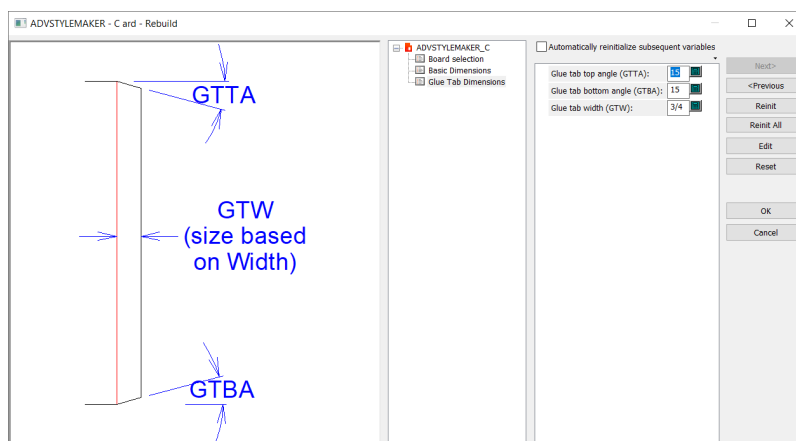 ADVSTYLEMAKER - C ard - Rebuild
GTTA
GTW
(size based
on Width)
GTBA
ADVSTYLEMAKER_C
Board selection
Basic Dimensions
Glue Tab Dimensions
Automatically reinitialize subsequent variables
Glue tab top angle (GTTA): 15
Glue tab bottom angle (GTBA): 15
Glue tab width (GTW): 3/4
Next>
<Previous
Reinit
Reinit All
Edit
Reset
OK
Cancel